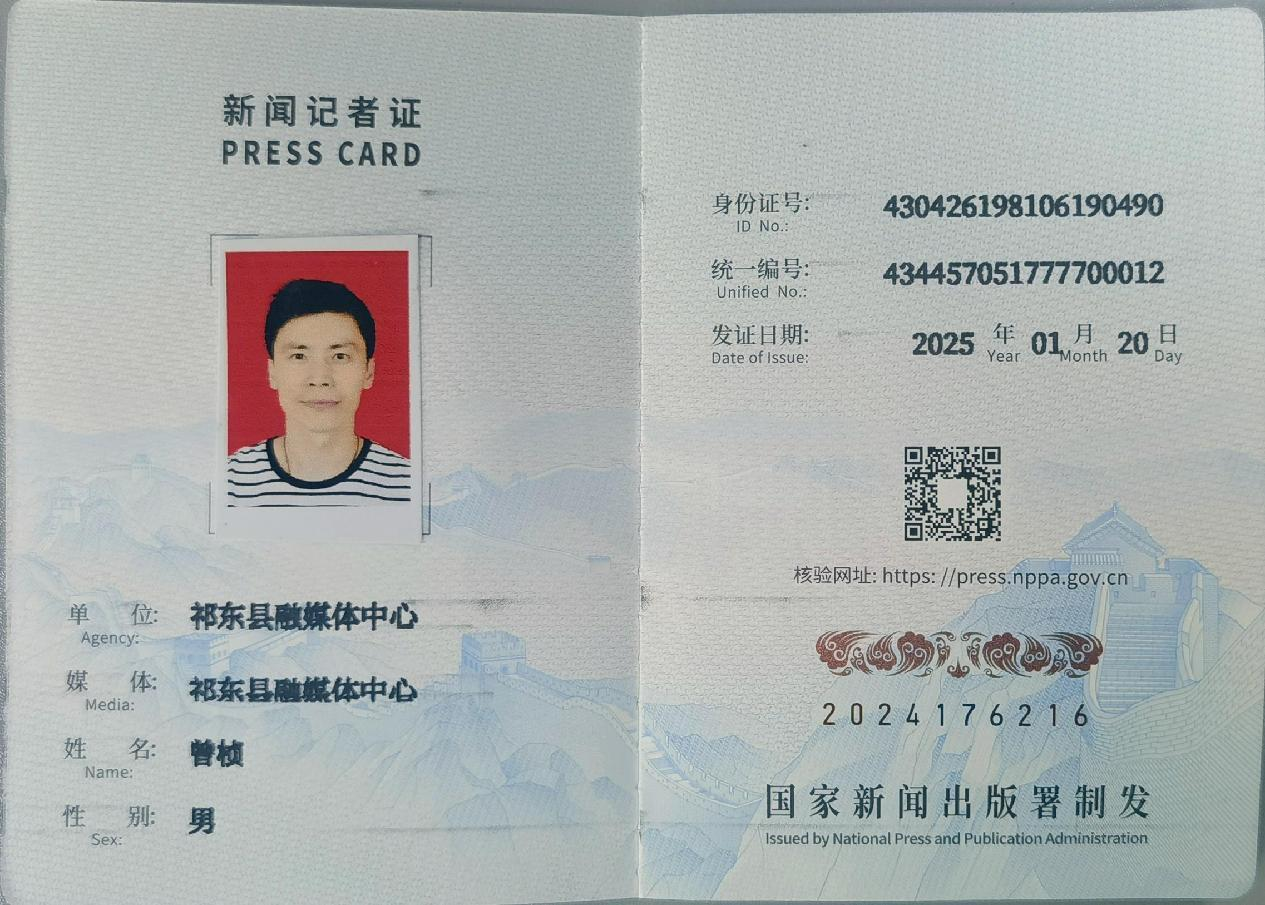 新闻记者证
PRESS CARD
单 位: 祁东县融媒体中心
Agency:
媒 体: 祁东县融媒体中心
Media:
姓 名: 曾桢
Name:
性 别: 男
Sex:
身份证号: 430426198106190490
ID No.:
统一编号: 434457051777700012
Unified No.:
发证日期: 2025 年 01 月 20 日
Date of Issue: Year Month Day
核验网址: https: //press.nppa.gov.cn
2024176216
国家新闻出版署制发
Issued by National Press and Publication Administration